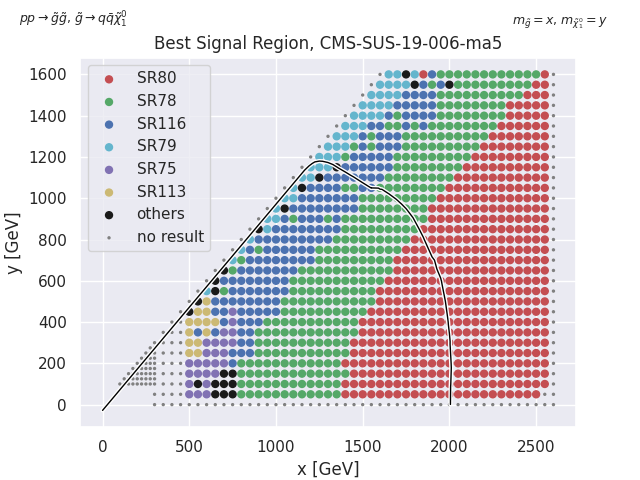 pp → g̃g̃, g̃ → qq̄χ̃₁⁰
m_g̃ = x, m_χ̃₁⁰ = y
Best Signal Region, CMS-SUS-19-006-ma5
SR80
SR78
SR116
SR79
SR75
SR113
others
no result
y [GeV]
1600
1400
1200
1000
800
600
400
200
0
0 500 1000 1500 2000 2500
x [GeV]